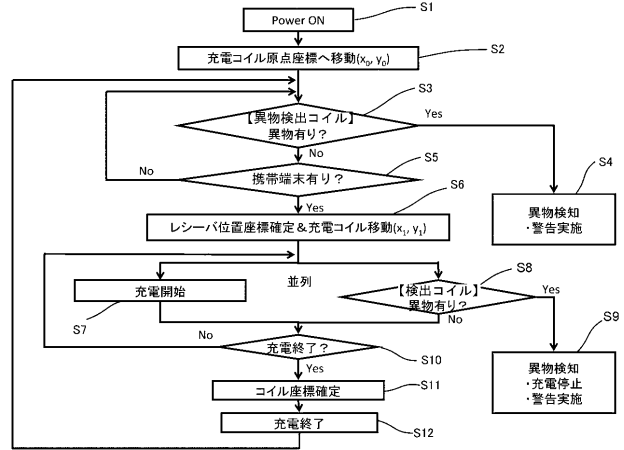 S1
Power ON
S2
充電コイル原点座標へ移動(x₀, y₀)
S3
【異物検出コイル】
異物有り？
Yes
No
S5
携帯端末有り？
No
Yes
S4
異物検知
・警告実施
S6
レシーバ位置座標確定＆充電コイル移動(x₁, y₁)
並列
充電開始
S7
S8
【検出コイル】
異物有り？
Yes
No
S9
異物検知
・充電停止
・警告実施
充電終了？
No
S10
Yes
コイル座標確定
S11
充電終了
S12